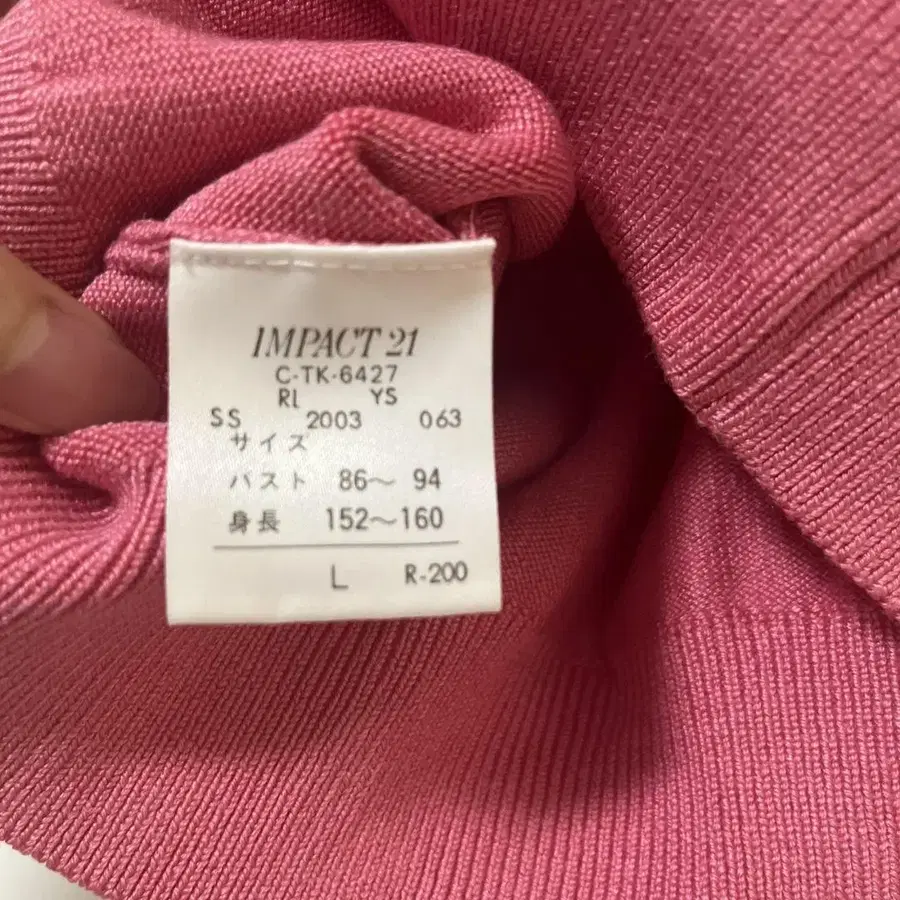 IMPACT 21
C-TK-6427
RL YS
SS 2003 063
サイズ
バスト 86〜 94
身長 152〜160
L R-200